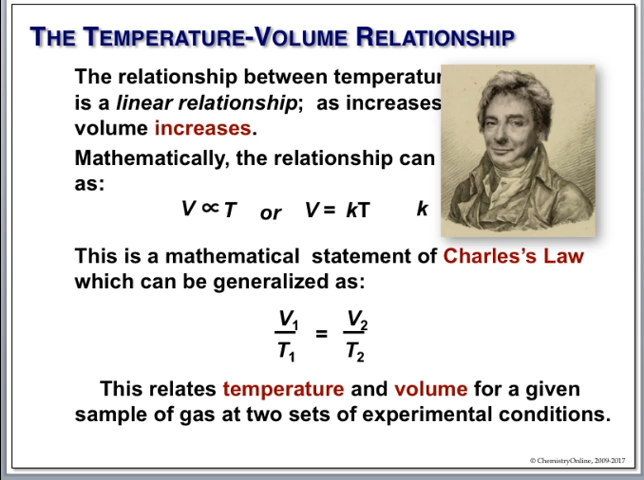 THE TEMPERATURE-VOLUME RELATIONSHIP
The relationship between
is a linear relationship; as increases
volume increases.
Mathematically, the relationship can
as:
V ∝ T or V = kT k
This is a mathematical statement of Charles's Law
which can be generalized as:
V₁ = V₂
T₁ T₂
This relates temperature and volume for a given
sample of gas at two sets of experimental conditions.
© ChemistryOnline, 2009-2017